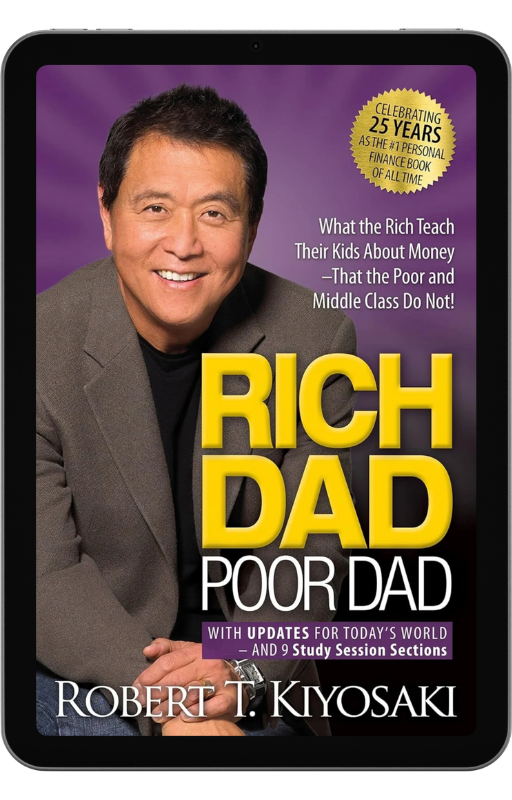 CELEBRATING
25 YEARS
AS THE #1 PERSONAL
FINANCE BOOK
OF ALL TIME
What the Rich Teach
Their Kids About Money
–That the Poor and
Middle Class Do Not!
RICH
DAD
POOR DAD
WITH UPDATES FOR TODAY'S WORLD
– AND 9 Study Session Sections
ROBERT T. KIYOSAKI